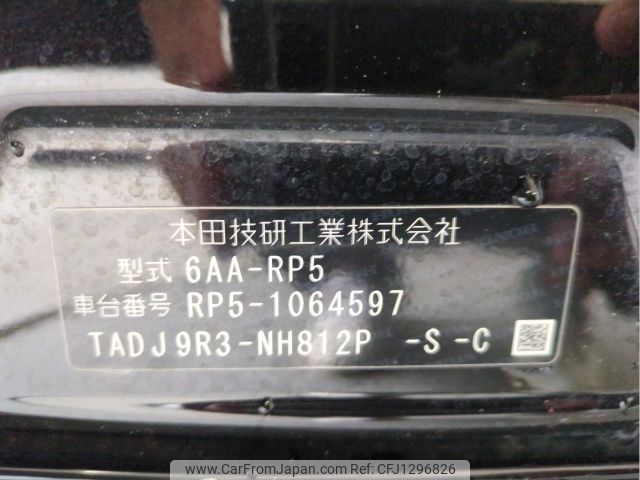 本田技研工業株式会社
型式 6AA-RP5
車台番号 RP5-1064597
TADJ9R3-NH812P -S-C
www.CarFromJapan.com CFJ1296826